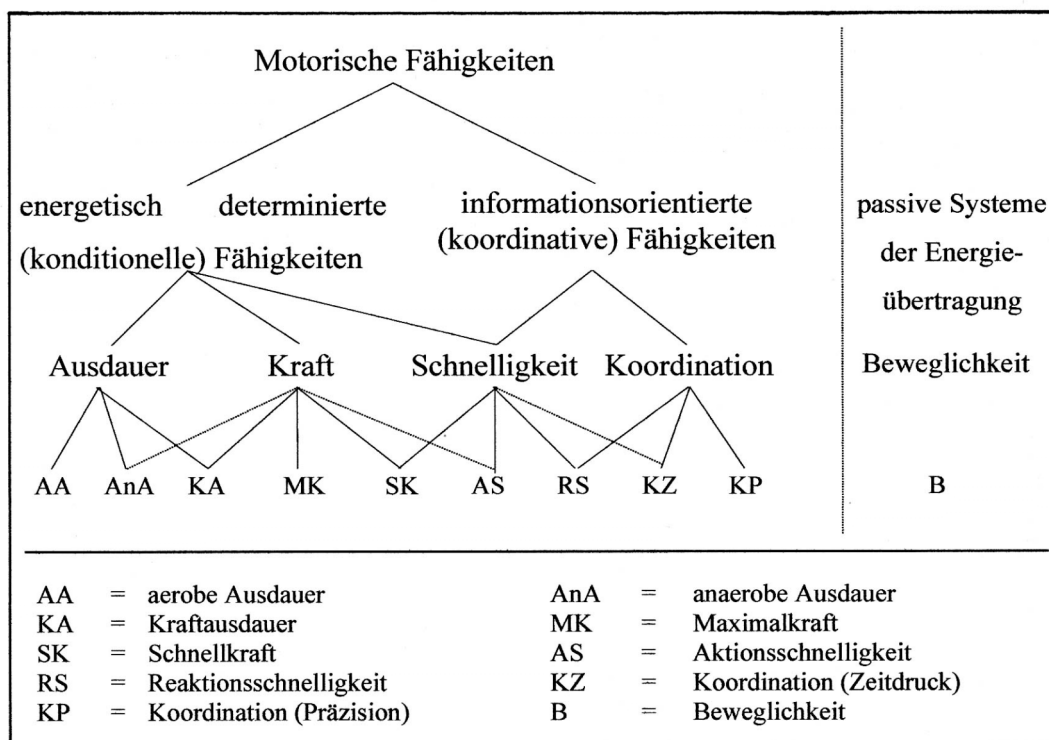 Motorische Fähigkeiten
energetisch determinierte
(konditionelle) Fähigkeiten
informationsorientierte
(koordinative) Fähigkeiten
passive Systeme
der Energie-
übertragung
Ausdauer Kraft Schnelligkeit Koordination Beweglichkeit
AA AnA KA MK SK AS RS KZ KP B
AA = aerobe Ausdauer AnA = anaerobe Ausdauer
KA = Kraftausdauer MK = Maximalkraft
SK = Schnellkraft AS = Aktionsschnelligkeit
RS = Reaktionsschnelligkeit KZ = Koordination (Zeitdruck)
KP = Koordination (Präzision) B = Beweglichkeit